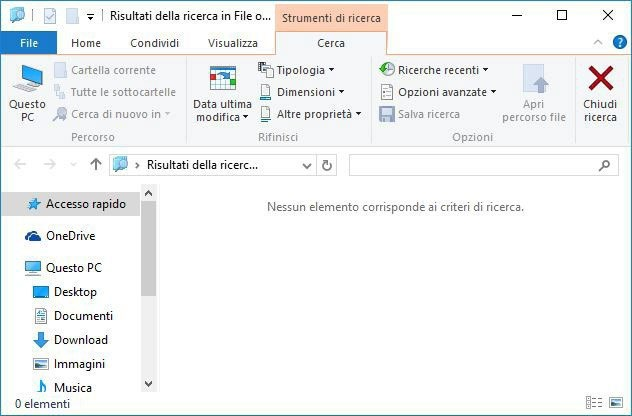 Risultati della ricerca in File o...
Strumenti di ricerca
File
Home
Condividi
Visualizza
Cerca
Questo PC
Cartella corrente
Tutte le sottocartelle
Cerca di nuovo in
Percorso
Data ultima modifica
Tipologia
Dimensioni
Altre proprietà
Rifinisci
Ricerche recenti
Opzioni avanzate
Salva ricerca
Apri percorso file
Opzioni
Chiudi ricerca
Risultati della ricerc...
Accesso rapido
OneDrive
Questo PC
Desktop
Documenti
Download
Immagini
Musica
Nessun elemento corrisponde ai criteri di ricerca.
0 elementi